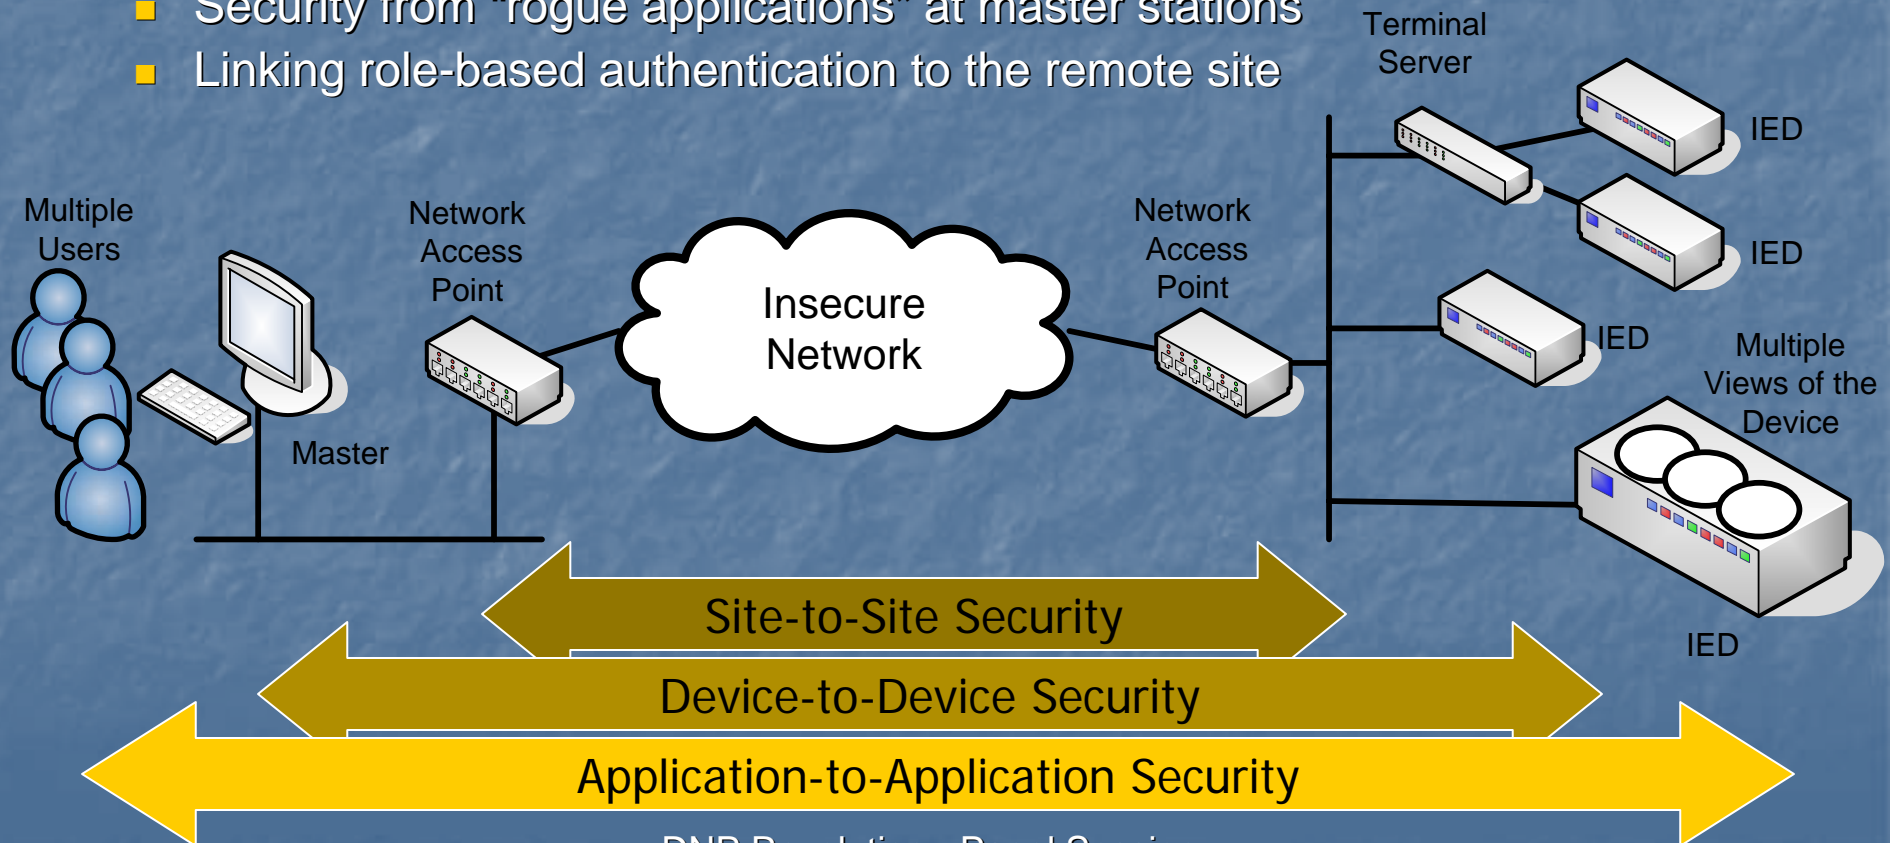 Security from "rogue applications" at master stations
Linking role-based authentication to the remote site
Terminal
Server
IED
IED
IED
Multiple
Views of the
Device
IED
Multiple
Users
Master
Network
Access
Point
Insecure
Network
Network
Access
Point
Site-to-Site Security
Device-to-Device Security
Application-to-Application Security